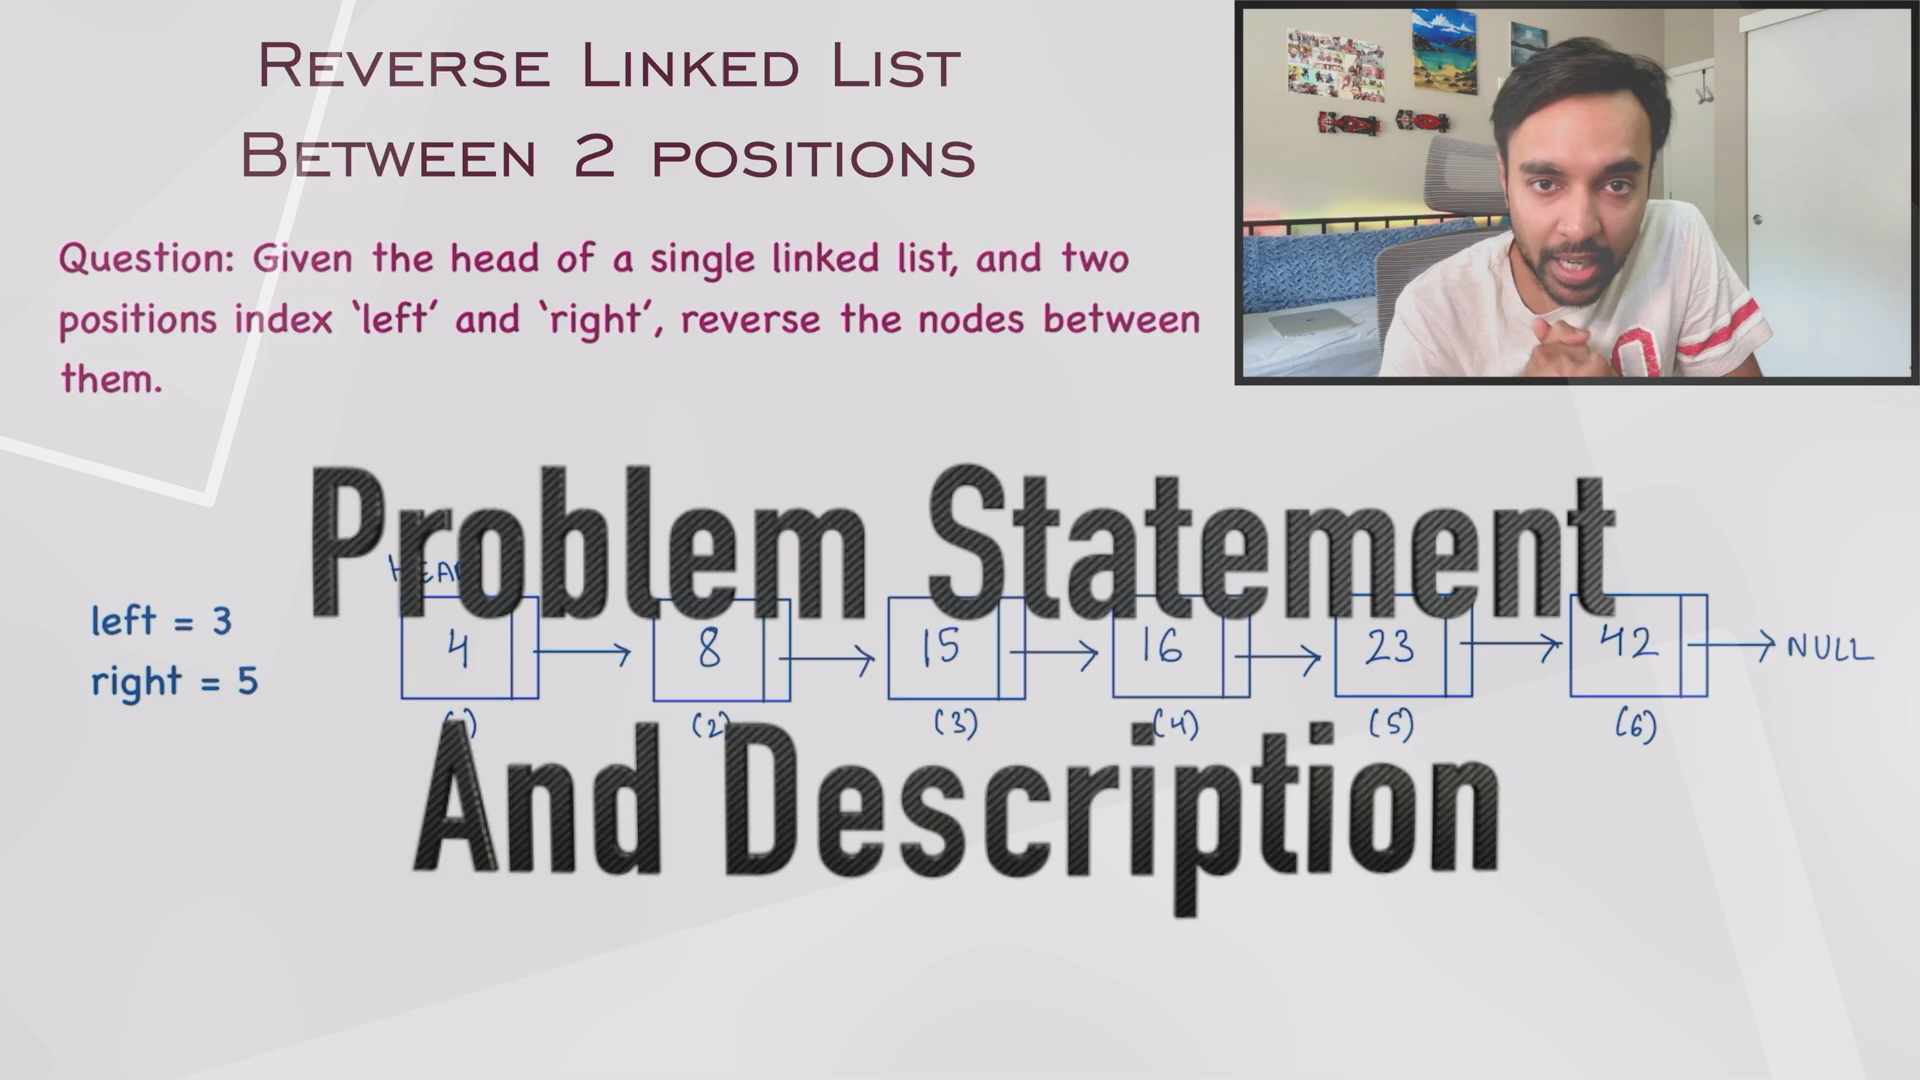 REVERSE LINKED LIST
BETWEEN 2 POSITIONS
Question: Given the head of a single linked list, and two
positions index ‘left’ and ‘right’, reverse the nodes between
them.
Problem Statement
HEAD
left = 3
right = 5
4 8 15 16 23 42 NULL
(1) (2) (3) (4) (5) (6)
And Description